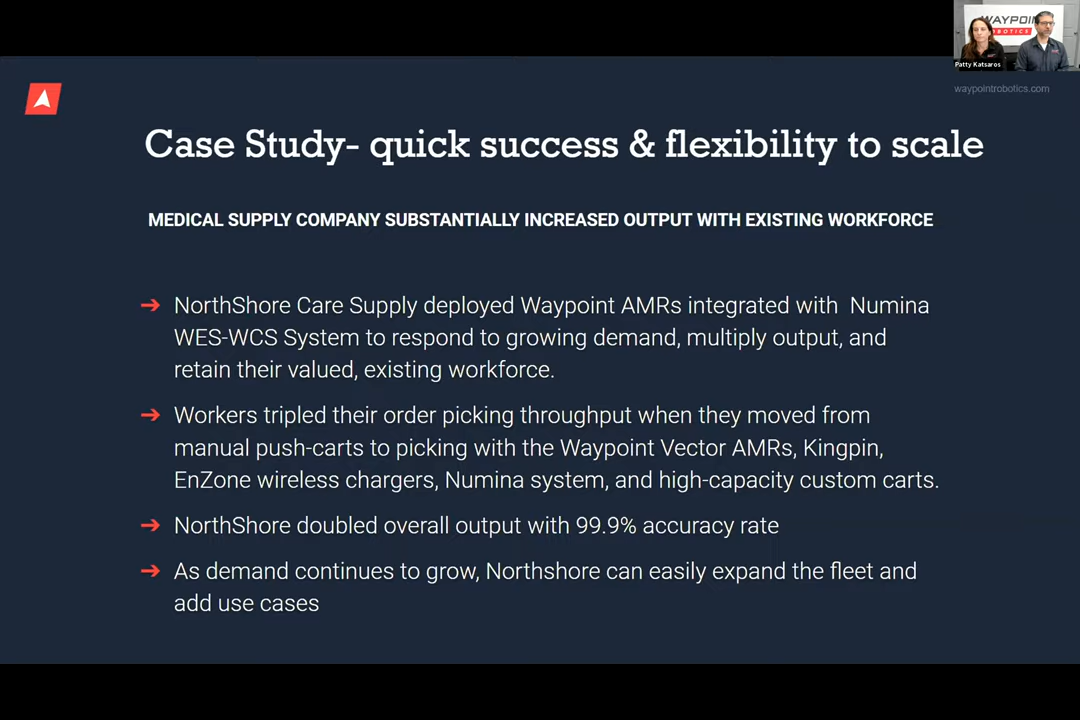 WAYPOIN
ROBOTICS
Patty Katsaros
waypointrobotics.com
Case Study- quick success & flexibility to scale
MEDICAL SUPPLY COMPANY SUBSTANTIALLY INCREASED OUTPUT WITH EXISTING WORKFORCE
➔ NorthShore Care Supply deployed Waypoint AMRs integrated with  Numina
WES-WCS System to respond to growing demand, multiply output, and
retain their valued, existing workforce.
➔ Workers tripled their order picking throughput when they moved from
manual push-carts to picking with the Waypoint Vector AMRs, Kingpin,
EnZone wireless chargers, Numina system, and high-capacity custom carts.
➔ NorthShore doubled overall output with 99.9% accuracy rate
➔ As demand continues to grow, Northshore can easily expand the fleet and
add use cases